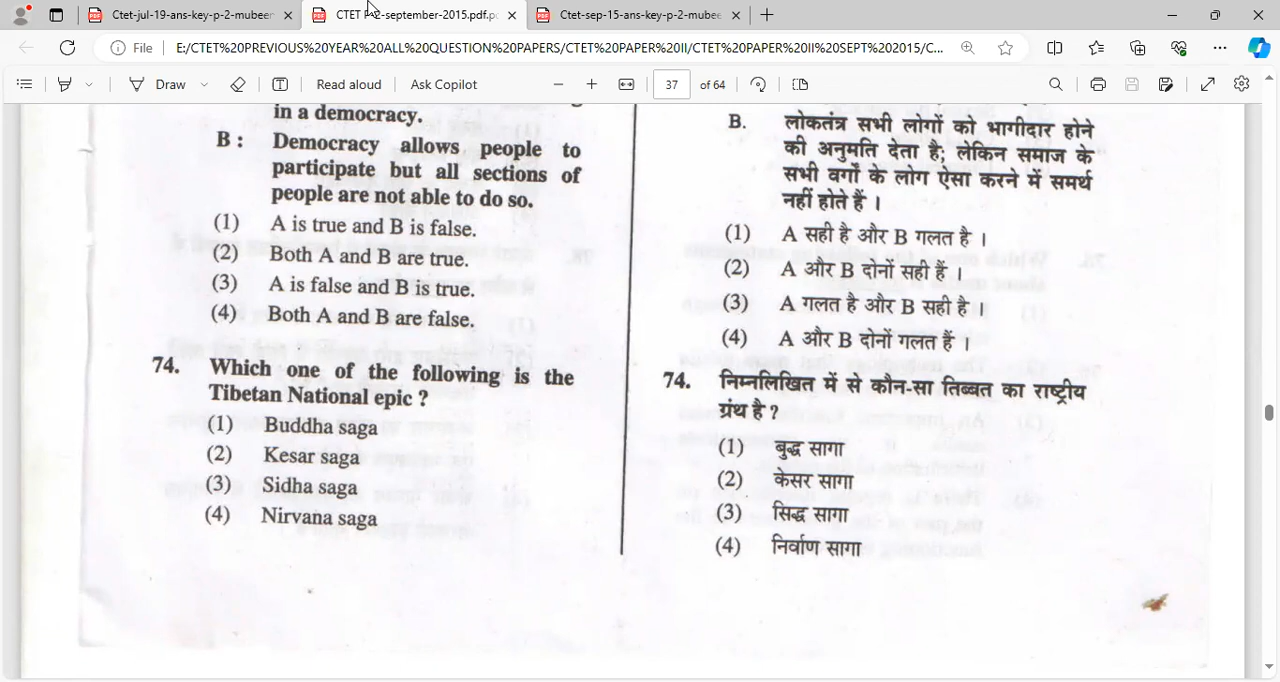 Ctet-jul-19-ans-key-p-2-mubeen
CTET P-2-september-2015.pdf.pd
Ctet-sep-15-ans-key-p-2-mubee
File
E:/CTET%20PREVIOUS%20YEAR%20ALL%20QUESTION%20PAPERS/CTET%20PAPER%20II/CTET%20PAPER%20II%20SEPT%202015/C...
Draw
Read aloud
Ask Copilot
37
of 64
in a democracy.
B : Democracy allows people to
participate but all sections of
people are not able to do so.
(1) A is true and B is false.
(2) Both A and B are true.
(3) A is false and B is true.
(4) Both A and B are false.
74. Which one of the following is the
Tibetan National epic ?
(1) Buddha saga
(2) Kesar saga
(3) Sidha saga
(4) Nirvana saga
B. लोकतंत्र सभी लोगों को भागीदार होने
की अनुमति देता है; लेकिन समाज के
सभी वर्गों के लोग ऐसा करने में समर्थ
नहीं होते हैं ।
(1) A सही है और B गलत है ।
(2) A और B दोनों सही हैं ।
(3) A गलत है और B सही है ।
(4) A और B दोनों गलत हैं ।
74. निम्नलिखित में से कौन-सा तिब्बत का राष्ट्रीय
ग्रंथ है ?
(1) बुद्ध सागा
(2) केसर सागा
(3) सिद्ध सागा
(4) निर्वाण सागा